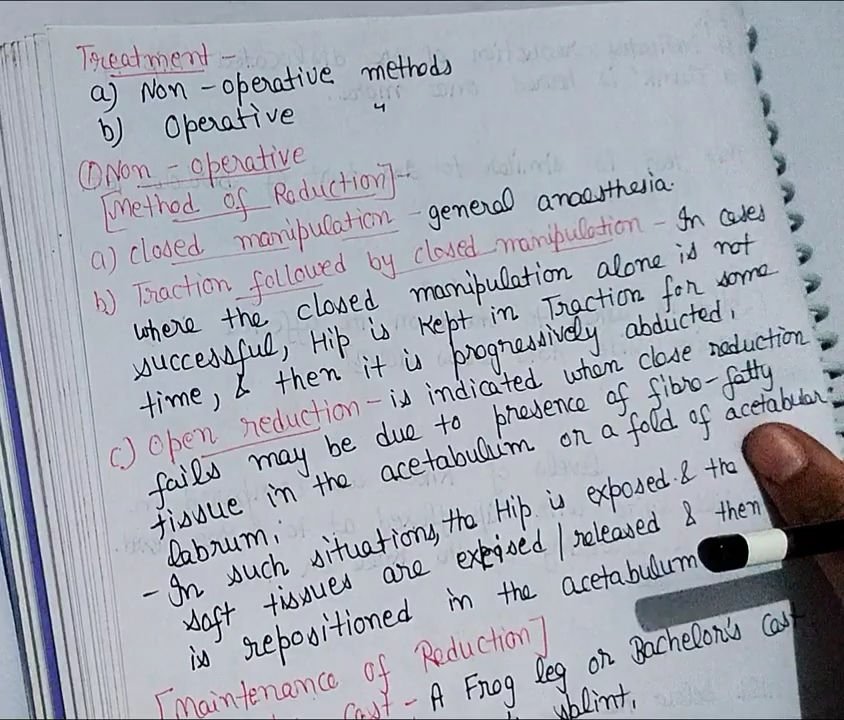 Treatment -
a) Non - operative methods
b) Operative "
① Non - operative
[Method of Reduction] -
a) closed manipulation - general anaesthesia.
b) Traction followed by closed manipulation - In cases
where the closed manipulation alone is not
successful, Hip is kept in Traction for some
time, & then it is progressively abducted.
c) Open reduction - is indicated when close reduction
fails may be due to presence of fibro-fatty
tissue in the acetabulum or a fold of acetabular
labrum.
- In such situations, the Hip is exposed & the
soft tissues are excised / released & then
is repositioned in the acetabulum
[Maintenance of Reduction]
Cast - A Frog leg or Bachelor's Cast
splint.